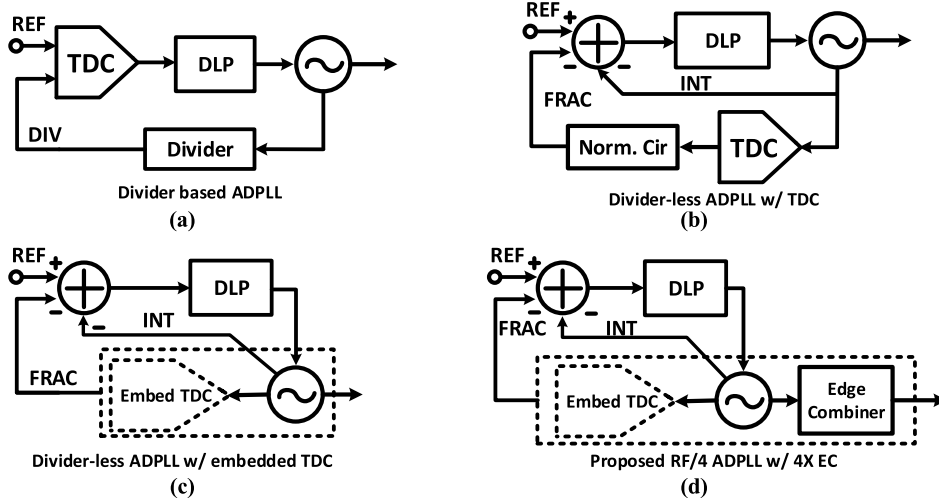 REF
TDC
DLP
DIV
Divider
Divider based ADPLL
(a)
REF
+
−
−
DLP
INT
FRAC
Norm. Cir
TDC
Divider-less ADPLL w/ TDC
(b)
REF
+
−
−
DLP
INT
FRAC
Embed TDC
Divider-less ADPLL w/ embedded TDC
(c)
REF
+
−
−
DLP
FRAC
INT
Embed TDC
Edge
Combiner
Proposed RF/4 ADPLL w/ 4X EC
(d)